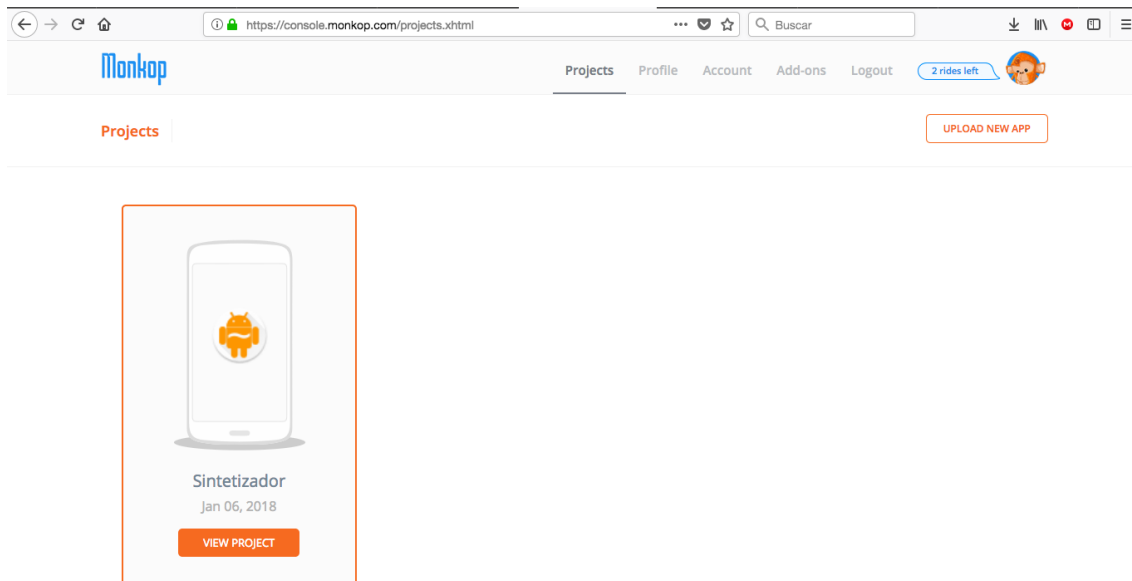 https://console.monkop.com/projects.xhtml
Buscar
Monkop
Projects
Profile
Account
Add-ons
Logout
2 rides left
Projects
UPLOAD NEW APP
Sintetizador
Jan 06, 2018
VIEW PROJECT